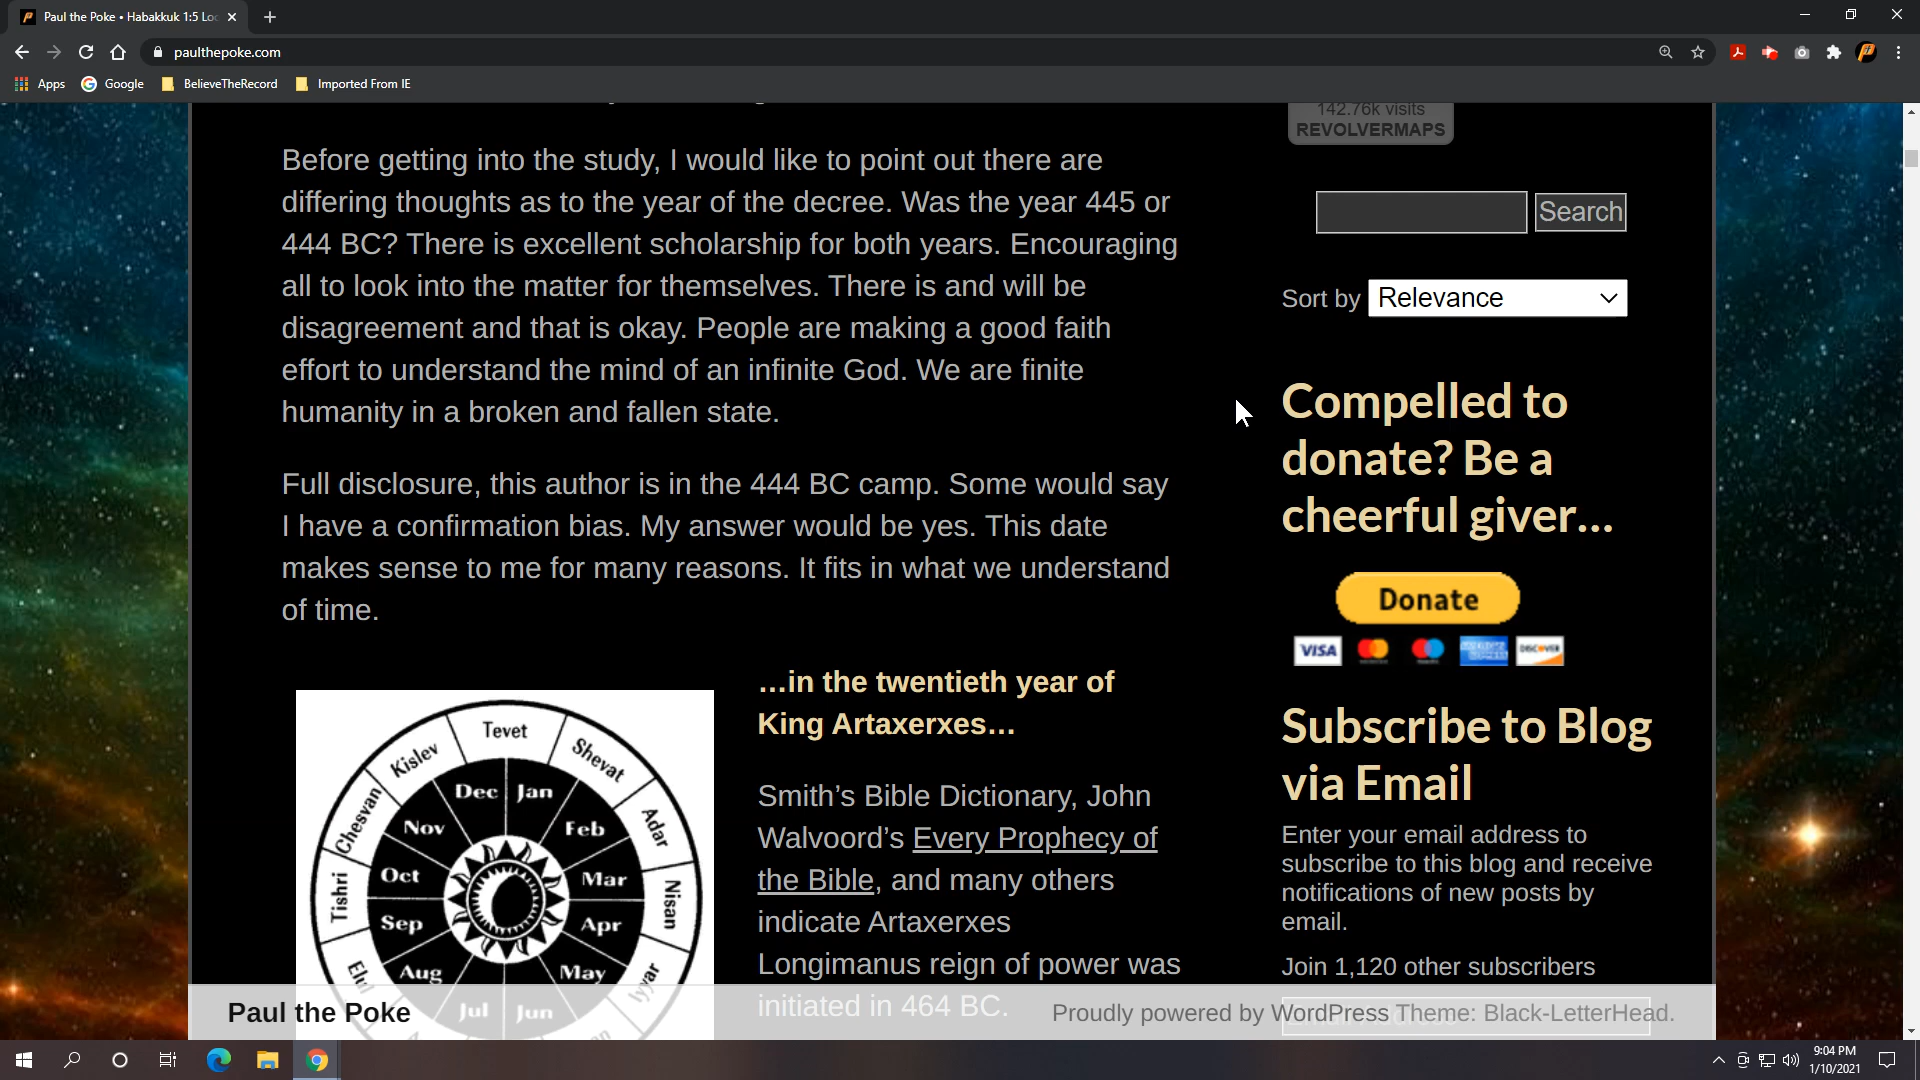 Paul the Poke • Habakkuk 1:5 Loo
paulthepoke.com
Apps
Google
BelieveTheRecord
Imported From IE
Before getting into the study, I would like to point out there are
differing thoughts as to the year of the decree. Was the year 445 or
444 BC? There is excellent scholarship for both years. Encouraging
all to look into the matter for themselves. There is and will be
disagreement and that is okay. People are making a good faith
effort to understand the mind of an infinite God. We are finite
humanity in a broken and fallen state.
Full disclosure, this author is in the 444 BC camp. Some would say
I have a confirmation bias. My answer would be yes. This date
makes sense to me for many reasons. It fits in what we understand
of time.
Tevet
Shevat
Adar
Nisan
Iyyar
Elul
Tishri
Chesvan
Kislev
Dec
Jan
Feb
Mar
Apr
May
Jun
Jul
Aug
Sep
Oct
Nov
…in the twentieth year of
King Artaxerxes…
Smith’s Bible Dictionary, John
Walvoord’s Every Prophecy of
the Bible, and many others
indicate Artaxerxes
Longimanus reign of power was
initiated in 464 BC.
142.76k visits
REVOLVERMAPS
Search
Sort by Relevance
Compelled to
donate? Be a
cheerful giver…
Donate
VISA
DISCOVER
Subscribe to Blog
via Email
Enter your email address to
subscribe to this blog and receive
notifications of new posts by
email.
Join 1,120 other subscribers
Email Address
Paul the Poke
Proudly powered by WordPress Theme: Black-LetterHead.
9:04 PM
1/10/2021